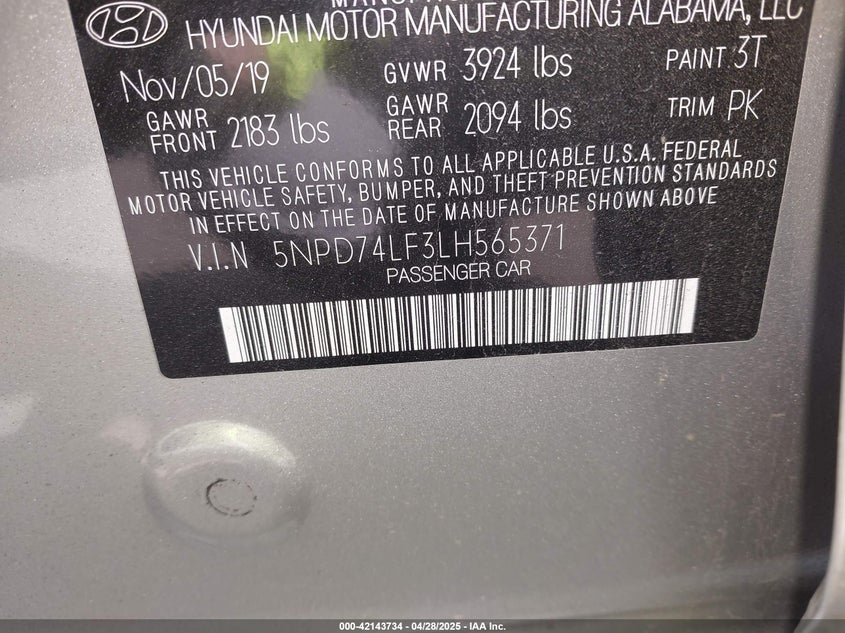 HYUNDAI MOTOR MANUFACTURING ALABAMA, LLC
Nov/05/19 GVWR 3924 lbs PAINT 3T
GAWR FRONT 2183 lbs GAWR REAR 2094 lbs TRIM PK
THIS VEHICLE CONFORMS TO ALL APPLICABLE U.S.A. FEDERAL
MOTOR VEHICLE SAFETY, BUMPER, AND THEFT PREVENTION STANDARDS
IN EFFECT ON THE DATE OF MANUFACTURE SHOWN ABOVE
V.I.N 5NPD74LF3LH565371
PASSENGER CAR
000-42143734 - 04/28/2025 - IAA Inc.